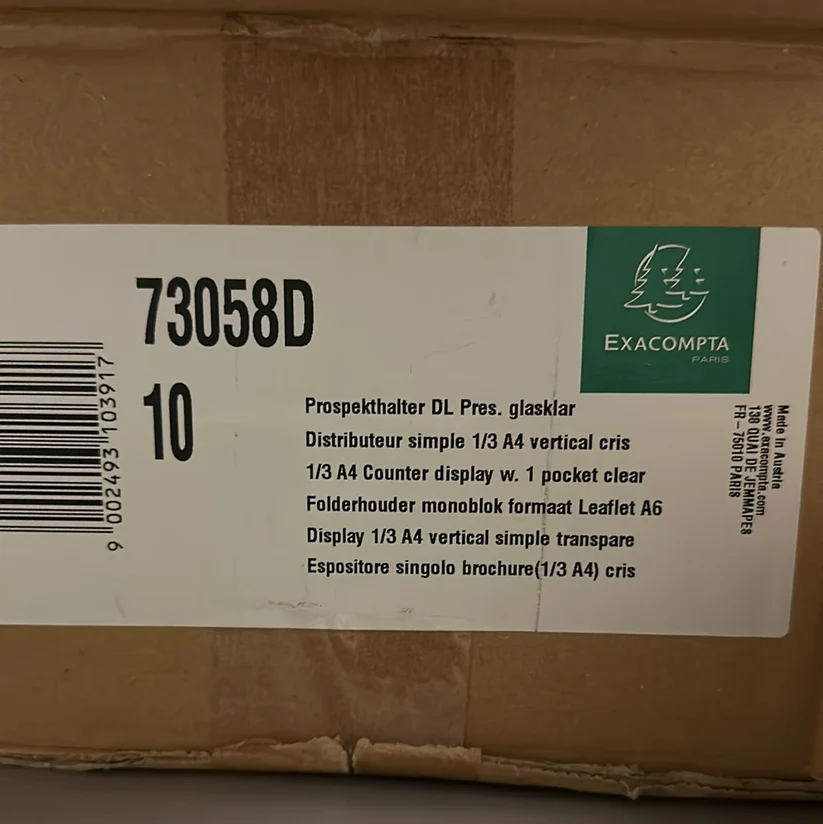 73058D
10
9 002493 103917
Prospekthalter DL Pres. glasklar
Distributeur simple 1/3 A4 vertical cris
1/3 A4 Counter display w. 1 pocket clear
Folderhouder monoblok formaat Leaflet A6
Display 1/3 A4 vertical simple transpare
Espositore singolo brochure(1/3 A4) cris
EXACOMPTA
PARIS
Made in Austria
www.exacompta.com
138 QUAI DE JEMMAPES
FR – 75010 PARIS